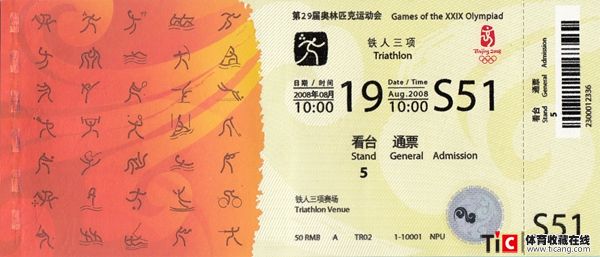 第29届奥林匹克运动会 Games of the XXIX Olympiad
铁人三项
Triathlon
Beijing 2008
日期 / 时间
2008年08月
10:00
19
Date / Time
Aug.2008
10:00
S51
看台 通票
Stand General Admission
5
铁人三项赛场
Triathlon Venue
50 RMB A TR02 1-10001 NPU
看台 通票
Stand General Admission
5
2300012336
S51
TiC 体育收藏在线
www.ticang.com